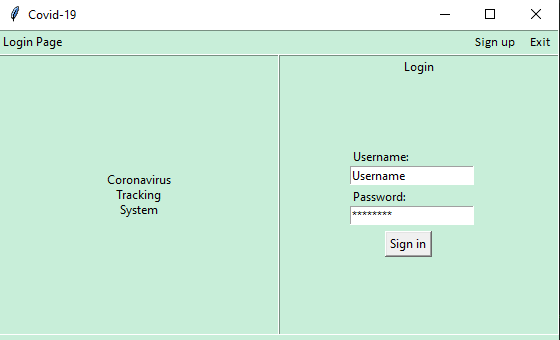 Covid-19
Login Page
Sign up
Exit
Coronavirus
Tracking
System
Login
Username:
Username
Password:
********
Sign in